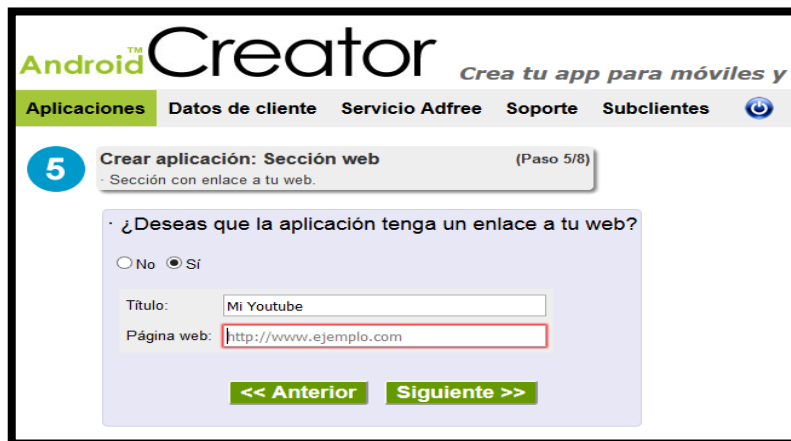 Android™Creator Crea tu app para móviles y
Aplicaciones Datos de cliente Servicio Adfree Soporte Subclientes
5 Crear aplicación: Sección web (Paso 5/8)
· Sección con enlace a tu web.
· ¿Deseas que la aplicación tenga un enlace a tu web?
No Sí
Título: Mi Youtube
Página web: http://www.ejemplo.com
<< Anterior Siguiente >>